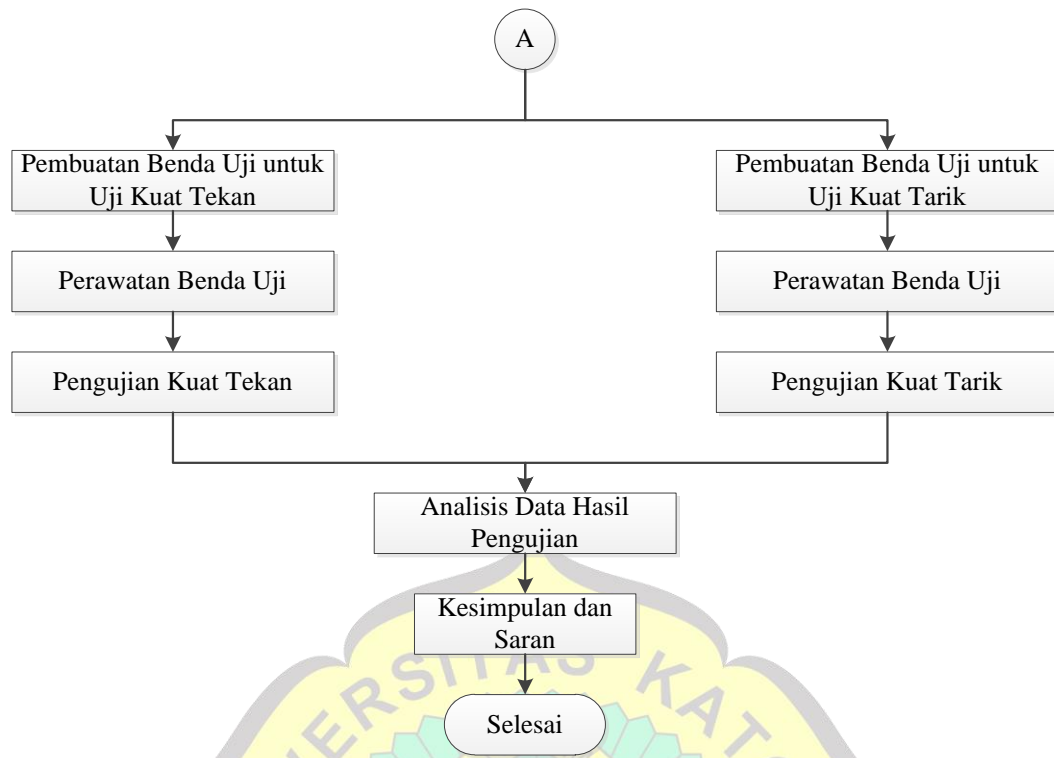 A
Pembuatan Benda Uji untuk
Uji Kuat Tekan
Pembuatan Benda Uji untuk
Uji Kuat Tarik
Perawatan Benda Uji
Perawatan Benda Uji
Pengujian Kuat Tekan
Pengujian Kuat Tarik
Analisis Data Hasil
Pengujian
Kesimpulan dan
Saran
Selesai